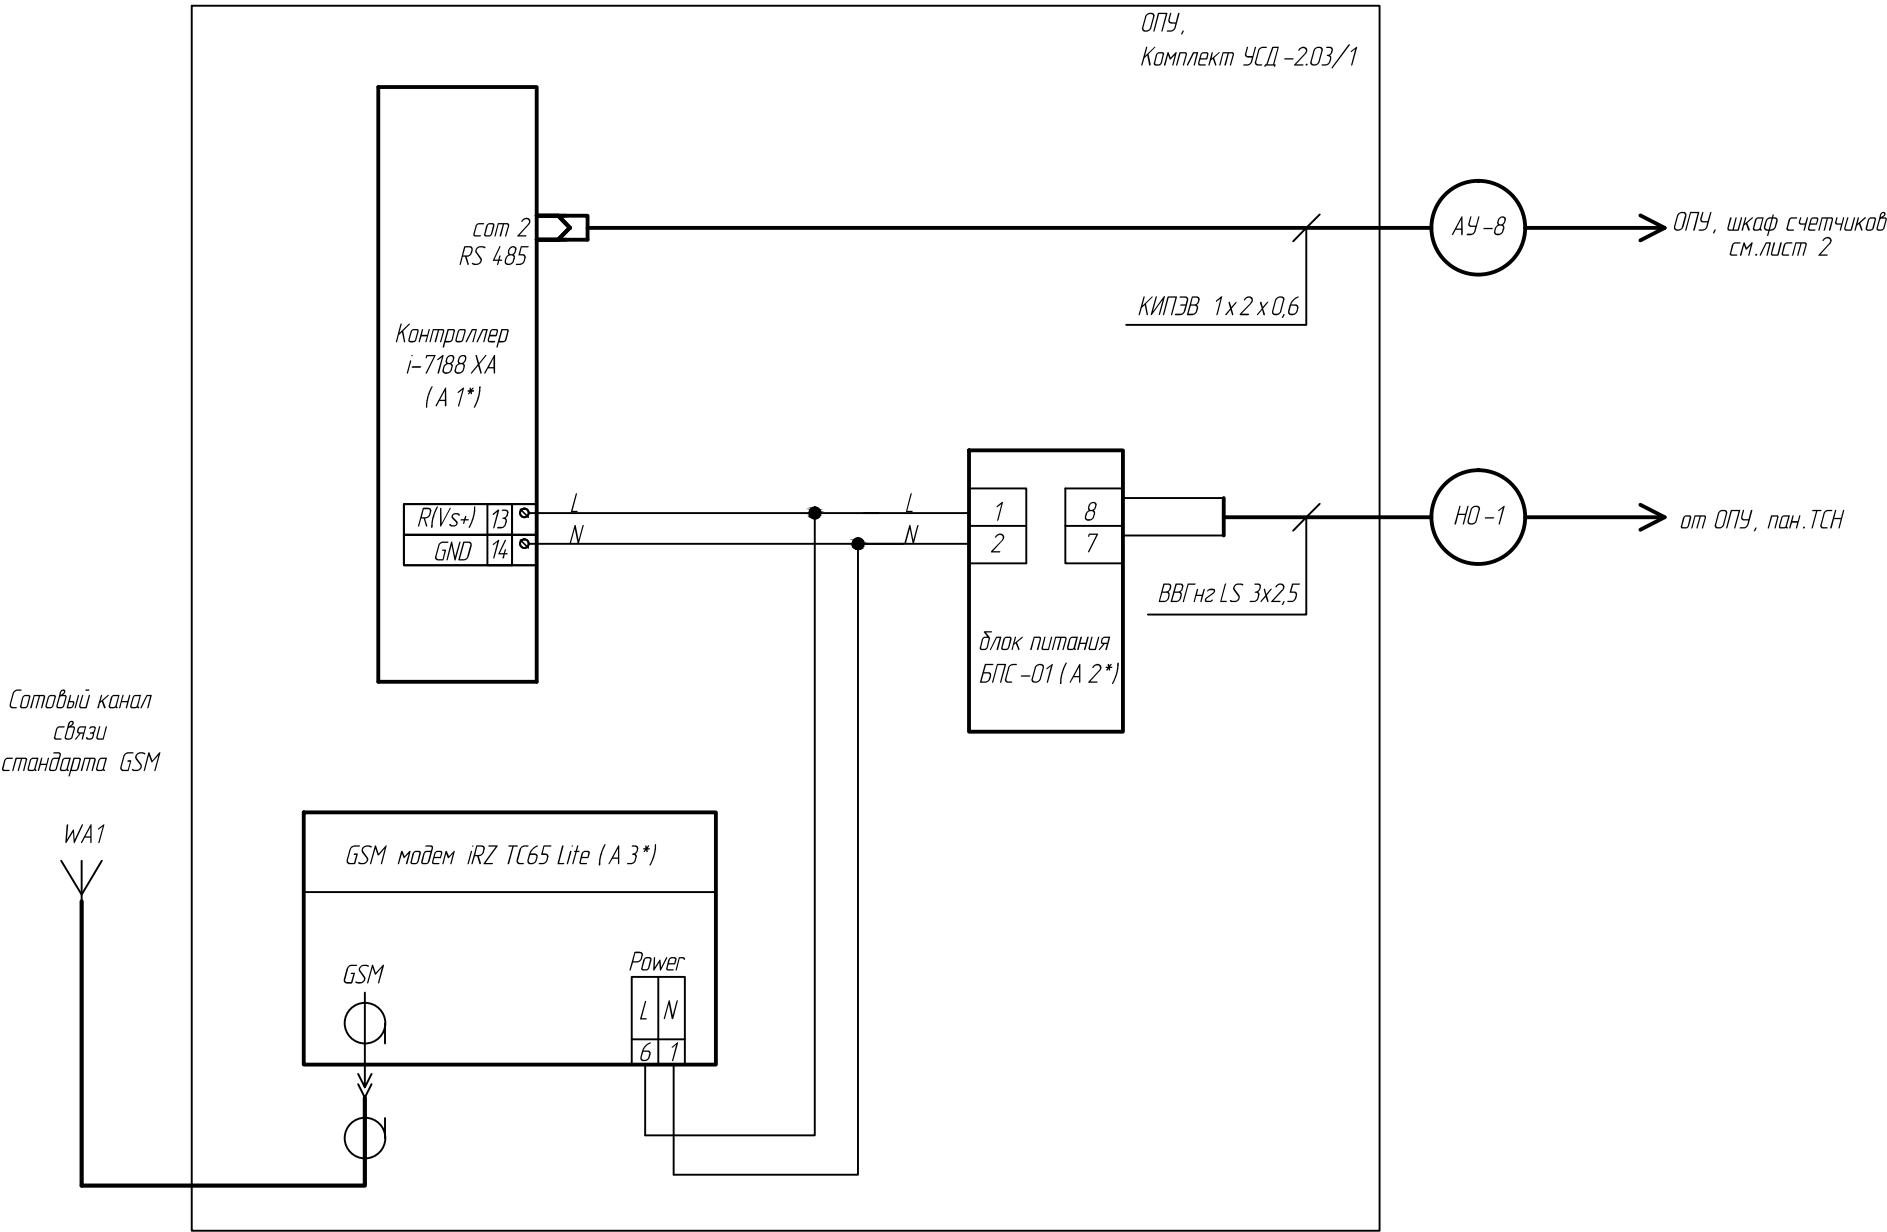 ОПУ,
Комплект УСД-2.03/1
com 2
RS 485
АУ-8
ОПУ, шкаф счетчиков
см.лист 2
КИПЭВ 1х2х0,6
Контроллер
i-7188 XA
(А 1*)
R(Vs+) 13
GND 14
L
N
L
N
1
2
8
7
НО-1
от ОПУ, пан.ТСН
ВВГнг LS 3х2,5
блок питания
БПС-01 (А 2*)
Сотовый канал
связи
стандарта GSM
WA1
GSM модем iRZ TC65 Lite (А 3*)
GSM
Power
L N
6 1